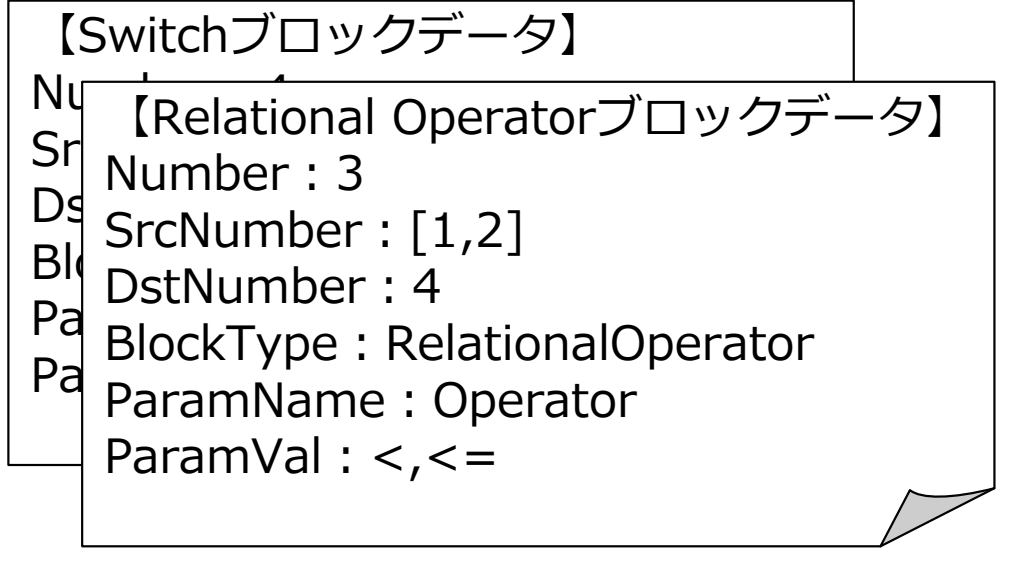 【Switchブロックデータ】
Nu
Sr
Ds
Blo
Pa
Pa
【Relational Operatorブロックデータ】
Number：3
SrcNumber：[1,2]
DstNumber：4
BlockType：RelationalOperator
ParamName：Operator
ParamVal：<,<=